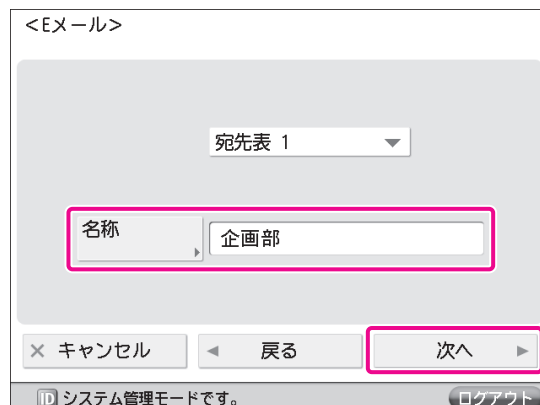 <Eメール>
宛先表 1
名称 企画部
キャンセル 戻る 次へ
ID システム管理モードです。 ログアウト